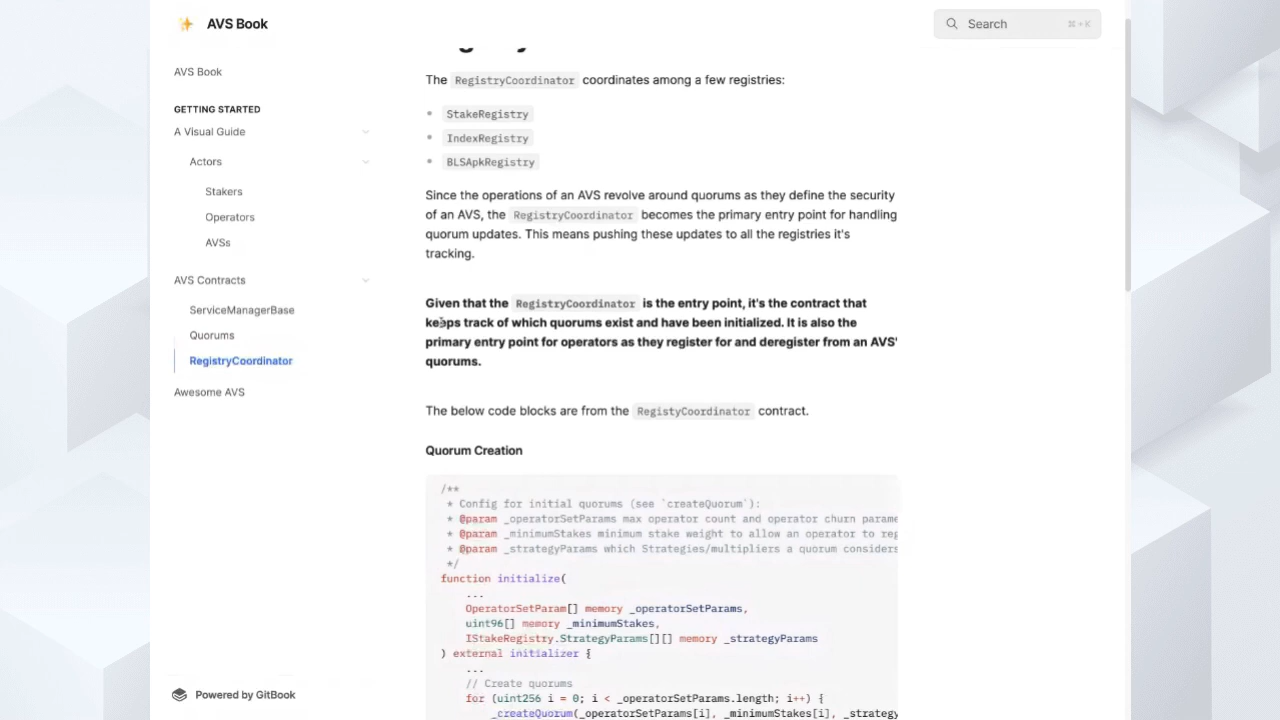 AVS Book
Search
⌘+K
AVS Book
GETTING STARTED
A Visual Guide
Actors
Stakers
Operators
AVSs
AVS Contracts
ServiceManagerBase
Quorums
RegistryCoordinator
Awesome AVS
Powered by GitBook
The RegistryCoordinator coordinates among a few registries:
StakeRegistry
IndexRegistry
BLSApkRegistry
Since the operations of an AVS revolve around quorums as they define the security
of an AVS, the RegistryCoordinator becomes the primary entry point for handling
quorum updates. This means pushing these updates to all the registries it's
tracking.
Given that the RegistryCoordinator is the entry point, it's the contract that
keeps track of which quorums exist and have been initialized. It is also the
primary entry point for operators as they register for and deregister from an AVS'
quorums.
The below code blocks are from the RegistyCoordinator contract.
Quorum Creation
/**
* Config for initial quorums (see `createQuorum`):
* @param _operatorSetParams max operator count and operator churn parame
* @param _minimumStakes minimum stake weight to allow an operator to reg
* @param _strategyParams which Strategies/multipliers a quorum considers
*/
function initialize(
...
OperatorSetParam[] memory _operatorSetParams,
uint96[] memory _minimumStakes,
IStakeRegistry.StrategyParams[][] memory _strategyParams
) external initializer {
...
// Create quorums
for (uint256 i = 0; i < _operatorSetParams.length; i++) {
_createQuorum(_operatorSetParams[i], _minimumStakes[i], _strategy